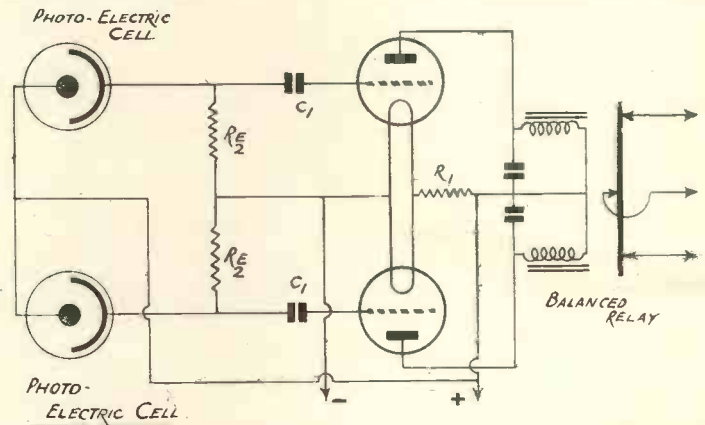 PHOTO-ELECTRIC
CELL
C1
RE/2
R1
RE/2
C1
BALANCED
RELAY
PHOTO-
ELECTRIC CELL
-
+